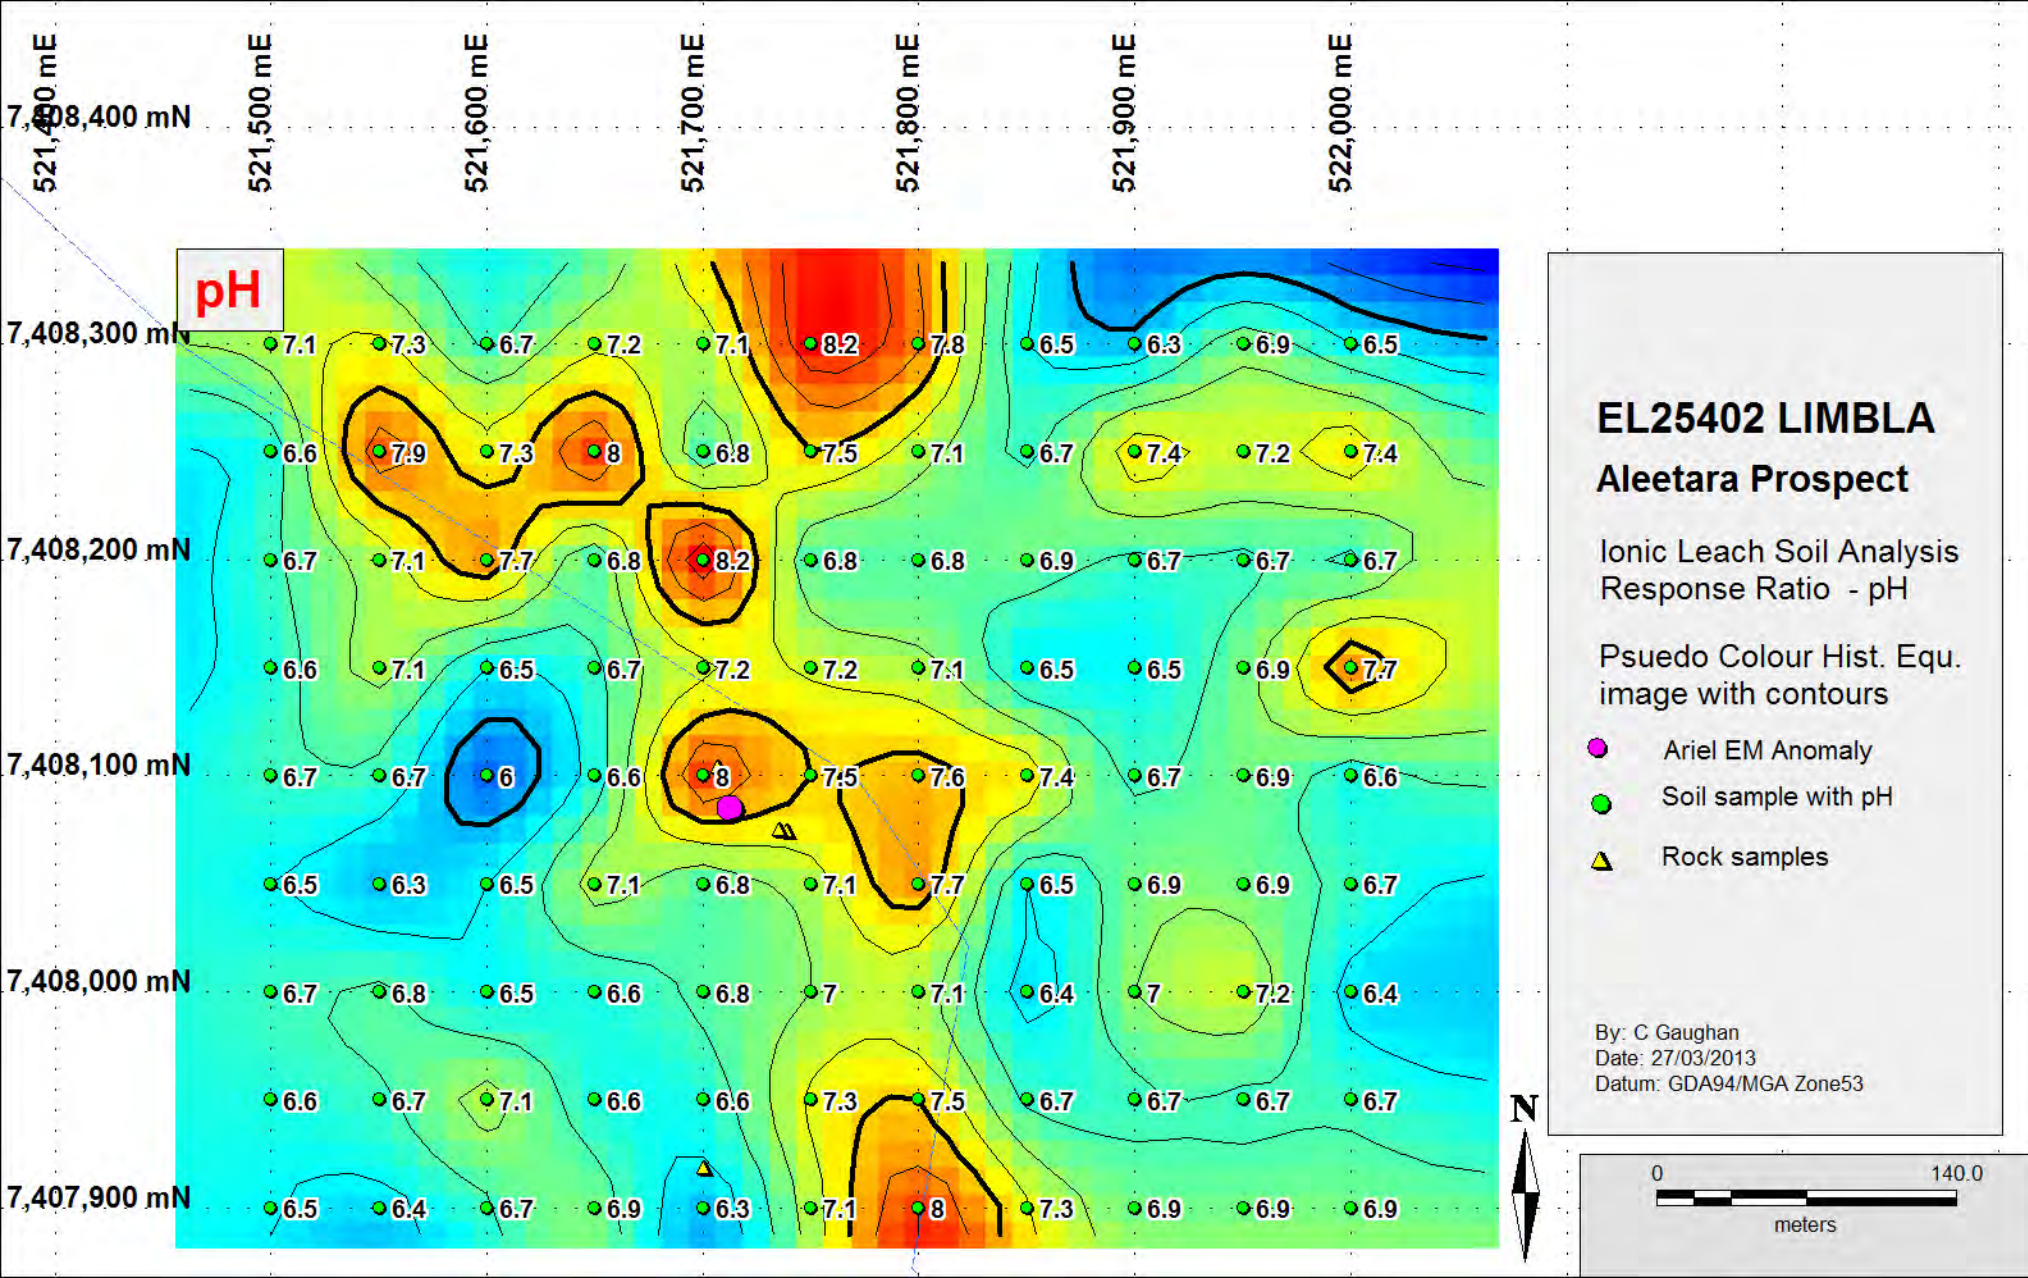 521,400 mE 521,500 mE 521,600 mE 521,700 mE 521,800 mE 521,900 mE 522,000 mE
7,408,400 mN
pH
7,408,300 mN
7.1 7.3 6.7 7.2 7.1 8.2 7.8 6.5 6.3 6.9 6.5
6.6 7.9 7.3 8 6.8 7.5 7.1 6.7 7.4 7.2 7.4
7,408,200 mN
6.7 7.1 7.7 6.8 8.2 6.8 6.8 6.9 6.7 6.7 6.7
6.6 7.1 6.5 6.7 7.2 7.2 7.1 6.5 6.5 6.9 7.7
7,408,100 mN
6.7 6.7 6 6.6 8 7.5 7.6 7.4 6.7 6.9 6.6
6.5 6.3 6.5 7.1 6.8 7.1 7.7 6.5 6.9 6.9 6.7
7,408,000 mN
6.7 6.8 6.5 6.6 6.8 7 7.1 6.4 7 7.2 6.4
6.6 6.7 7.1 6.6 6.6 7.3 7.5 6.7 6.7 6.7 6.7
7,407,900 mN
6.5 6.4 6.7 6.9 6.3 7.1 8 7.3 6.9 6.9 6.9
EL25402 LIMBLA
Aleetara Prospect
Ionic Leach Soil Analysis
Response Ratio - pH
Psuedo Colour Hist. Equ.
image with contours
Ariel EM Anomaly
Soil sample with pH
Rock samples
By: C Gaughan
Date: 27/03/2013
Datum: GDA94/MGA Zone53
N
0 140.0
meters